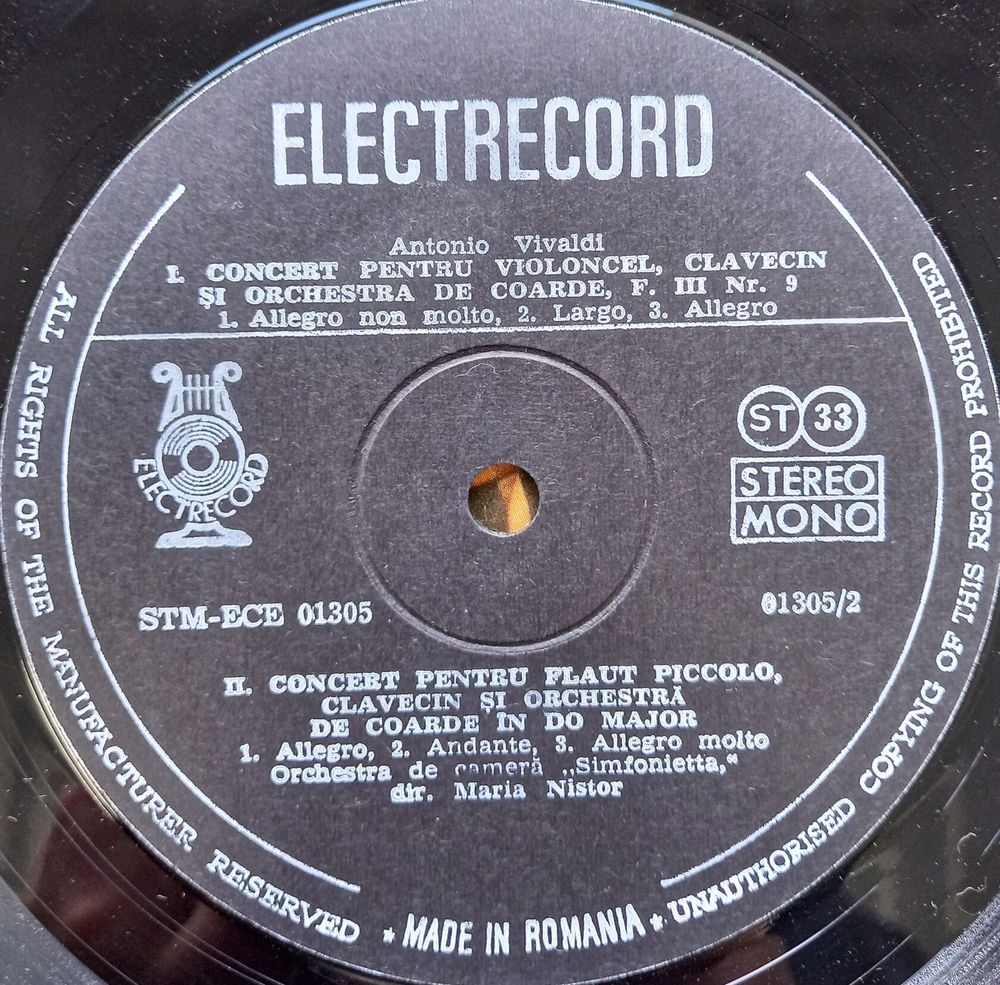 ELECTRECORD
Antonio Vivaldi
I. CONCERT PENTRU VIOLONCEL, CLAVECIN
ȘI ORCHESTRA DE COARDE, F. III Nr. 9
1. Allegro non molto, 2. Largo, 3. Allegro
ELECTRECORD
ST 33
STEREO
MONO
STM-ECE 01305
01305/2
II. CONCERT PENTRU FLAUT PICCOLO,
CLAVECIN ȘI ORCHESTRĂ
DE COARDE ÎN DO MAJOR
1. Allegro, 2. Andante, 3. Allegro molto
Orchestra de cameră „Simfonietta,“
dir. Maria Nistor
ALL RIGHTS OF THE MANUFACTURER RESERVED * MADE IN ROMANIA * UNAUTHORISED COPYING OF THIS RECORD PROHIBITED